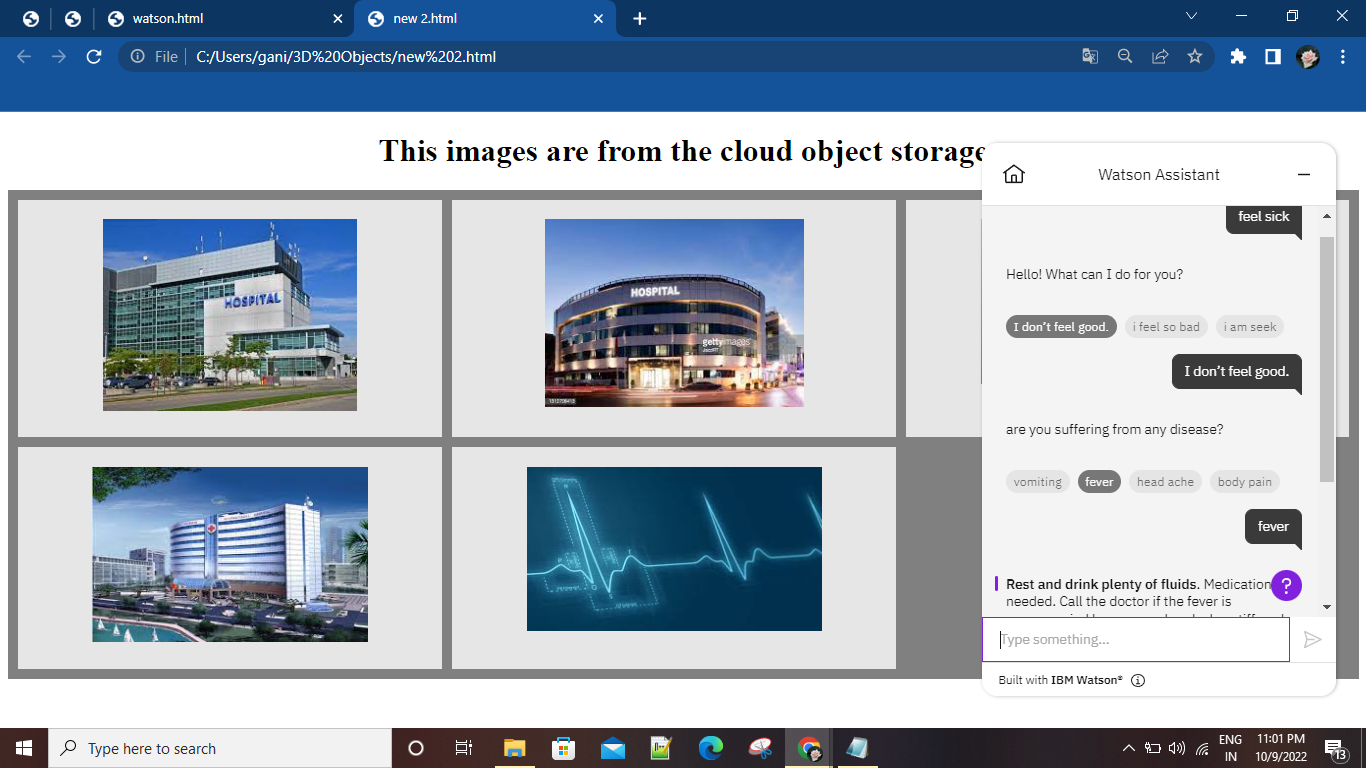 watson.html
new 2.html
File
C:/Users/gani/3D%20Objects/new%202.html
This images are from the cloud object storage
HOSPITAL
HOSPITAL
gettyimages
Watson Assistant
feel sick
Hello! What can I do for you?
I don't feel good.
i feel so bad
i am seek
I don't feel good.
are you suffering from any disease?
vomiting
fever
head ache
body pain
fever
Rest and drink plenty of fluids. Medication
needed. Call the doctor if the fever is
?
Type something...
Built with IBM Watson®
Type here to search
ENG
IN
11:01 PM
10/9/2022
13